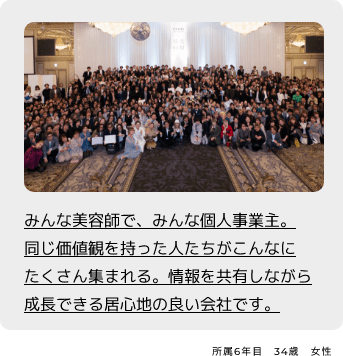 みんな美容師で、みんな個人事業主。
同じ価値観を持った人たちがこんなに
たくさん集まれる。情報を共有しながら
成長できる居心地の良い会社です。
所属6年目　34歳　女性